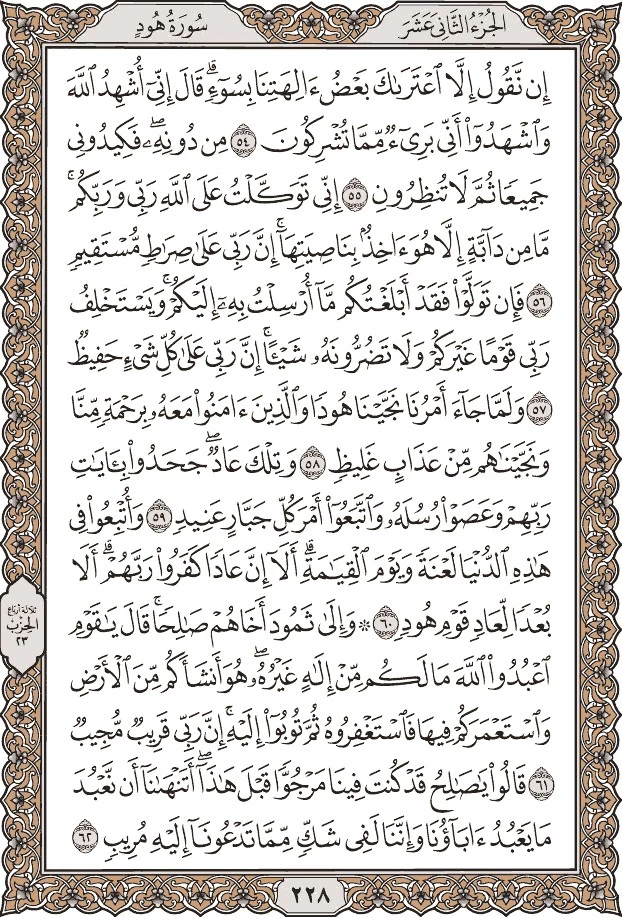 الجُزْءُ الثَّانِي عَشَرَ
سُورَةُ هُودٍ
إِن نَّقُولُ إِلَّا ٱعْتَرَىٰكَ بَعْضُ ءَالِهَتِنَا بِسُوٓءٖۗ قَالَ إِنِّيٓ أُشْهِدُ ٱللَّهَ
وَٱشْهَدُوٓاْ أَنِّي بَرِيٓءٞ مِّمَّا تُشْرِكُونَ ٥٤ مِن دُونِهِۦۖ فَكِيدُونِي
جَمِيعٗا ثُمَّ لَا تُنظِرُونِ ٥٥ إِنِّي تَوَكَّلْتُ عَلَى ٱللَّهِ رَبِّي وَرَبِّكُمۚ
مَّا مِن دَآبَّةٍ إِلَّا هُوَ ءَاخِذُۢ بِنَاصِيَتِهَآۚ إِنَّ رَبِّي عَلَىٰ صِرَٰطٖ مُّسْتَقِيمٖ
٥٦ فَإِن تَوَلَّوْاْ فَقَدْ أَبْلَغْتُكُم مَّآ أُرْسِلْتُ بِهِۦٓ إِلَيْكُمْۚ وَيَسْتَخْلِفُ
رَبِّي قَوْمًا غَيْرَكُمْ وَلَا تَضُرُّونَهُۥ شَيْـًٔاۚ إِنَّ رَبِّي عَلَىٰ كُلِّ شَيْءٍ حَفِيظٞ
٥٧ وَلَمَّا جَآءَ أَمْرُنَا نَجَّيْنَا هُودٗا وَٱلَّذِينَ ءَامَنُواْ مَعَهُۥ بِرَحْمَةٖ مِّنَّا
وَنَجَّيْنَٰهُم مِّنْ عَذَابٍ غَلِيظٖ ٥٨ وَتِلْكَ عَادٞۖ جَحَدُواْ بِـَٔايَٰتِ
رَبِّهِمْ وَعَصَوْاْ رُسُلَهُۥ وَٱتَّبَعُوٓاْ أَمْرَ كُلِّ جَبَّارٍ عَنِيدٖ ٥٩ وَأُتْبِعُواْ فِي
هَٰذِهِ ٱلدُّنْيَا لَعْنَةٗ وَيَوْمَ ٱلْقِيَٰمَةِۗ أَلَآ إِنَّ عَادٗا كَفَرُواْ رَبَّهُمْۗ أَلَا
بُعْدٗا لِّعَادٖ قَوْمِ هُودٖ ٦٠ ۞ وَإِلَىٰ ثَمُودَ أَخَاهُمْ صَٰلِحٗاۚ قَالَ يَٰقَوْمِ
ٱعْبُدُواْ ٱللَّهَ مَا لَكُم مِّنْ إِلَٰهٍ غَيْرُهُۥۖ هُوَ أَنشَأَكُم مِّنَ ٱلْأَرْضِ
وَٱسْتَعْمَرَكُمْ فِيهَا فَٱسْتَغْفِرُوهُ ثُمَّ تُوبُوٓاْ إِلَيْهِۚ إِنَّ رَبِّي قَرِيبٞ مُّجِيبٞ
٦١ قَالُواْ يَٰصَٰلِحُ قَدْ كُنتَ فِينَا مَرْجُوّٗا قَبْلَ هَٰذَآۖ أَتَنْهَىٰنَآ أَن نَّعْبُدَ
مَا يَعْبُدُ ءَابَآؤُنَا وَإِنَّنَا لَفِي شَكّٖ مِّمَّا تَدْعُونَآ إِلَيْهِ مُرِيبٖ ٦٢
ثلاثة أرباع
الحزب
٢٣
٢٢٨